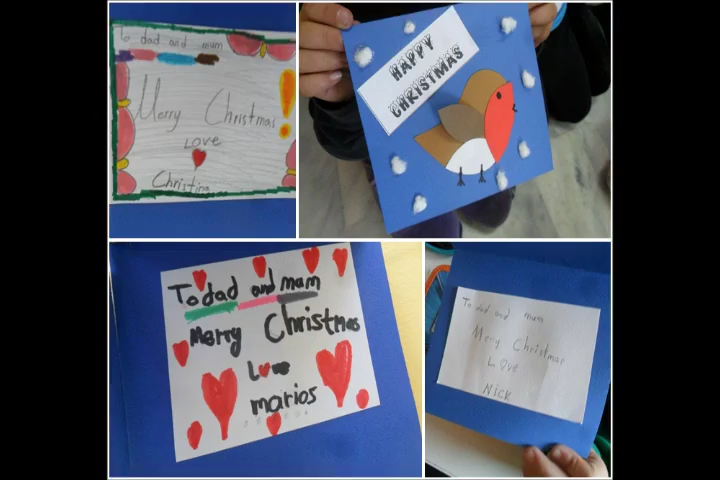 To dad and mum
Merry Christmas
LOVE
Christina
HAPPY
CHRISTMAS
To dad and mum
Merry Christmas
Love
marios
To dad and mum
Merry Christmas
LOve
NICK